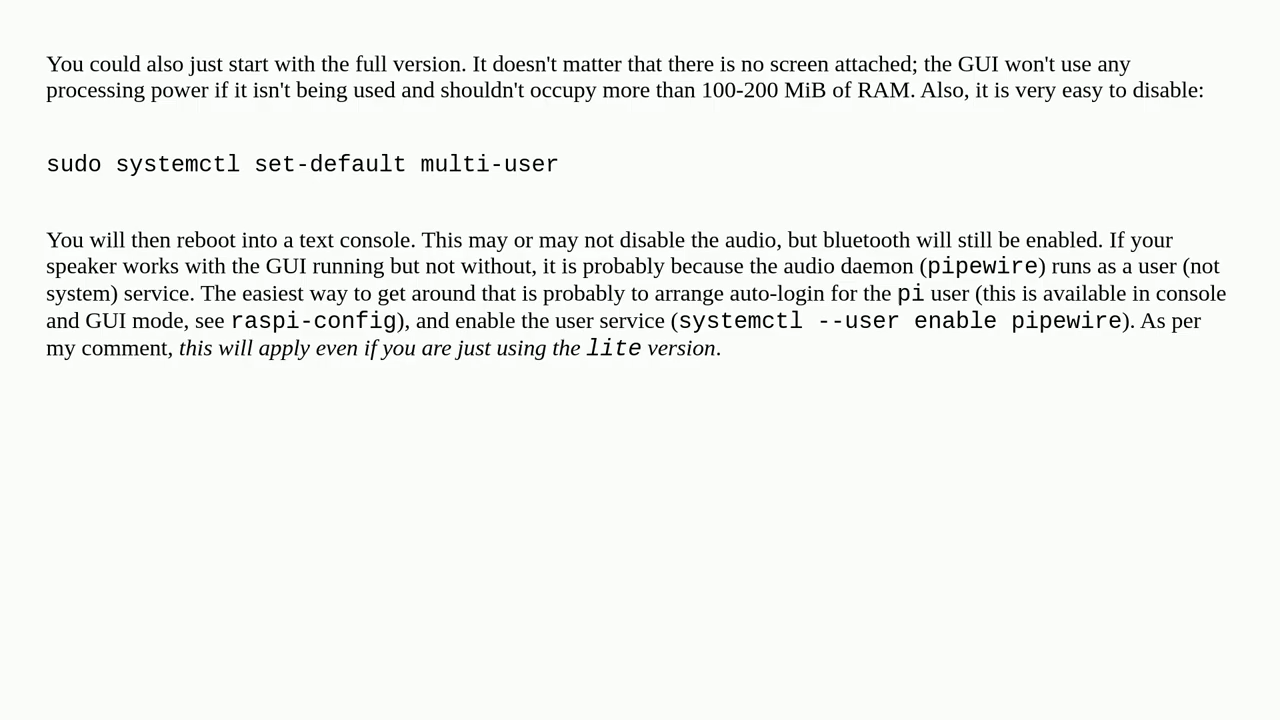 You could also just start with the full version. It doesn't matter that there is no screen attached; the GUI won't use any
processing power if it isn't being used and shouldn't occupy more than 100-200 MiB of RAM. Also, it is very easy to disable:
sudo systemctl set-default multi-user
You will then reboot into a text console. This may or may not disable the audio, but bluetooth will still be enabled. If your
speaker works with the GUI running but not without, it is probably because the audio daemon (pipewire) runs as a user (not
system) service. The easiest way to get around that is probably to arrange auto-login for the pi user (this is available in console
and GUI mode, see raspi-config), and enable the user service (systemctl --user enable pipewire). As per
my comment, this will apply even if you are just using the lite version.